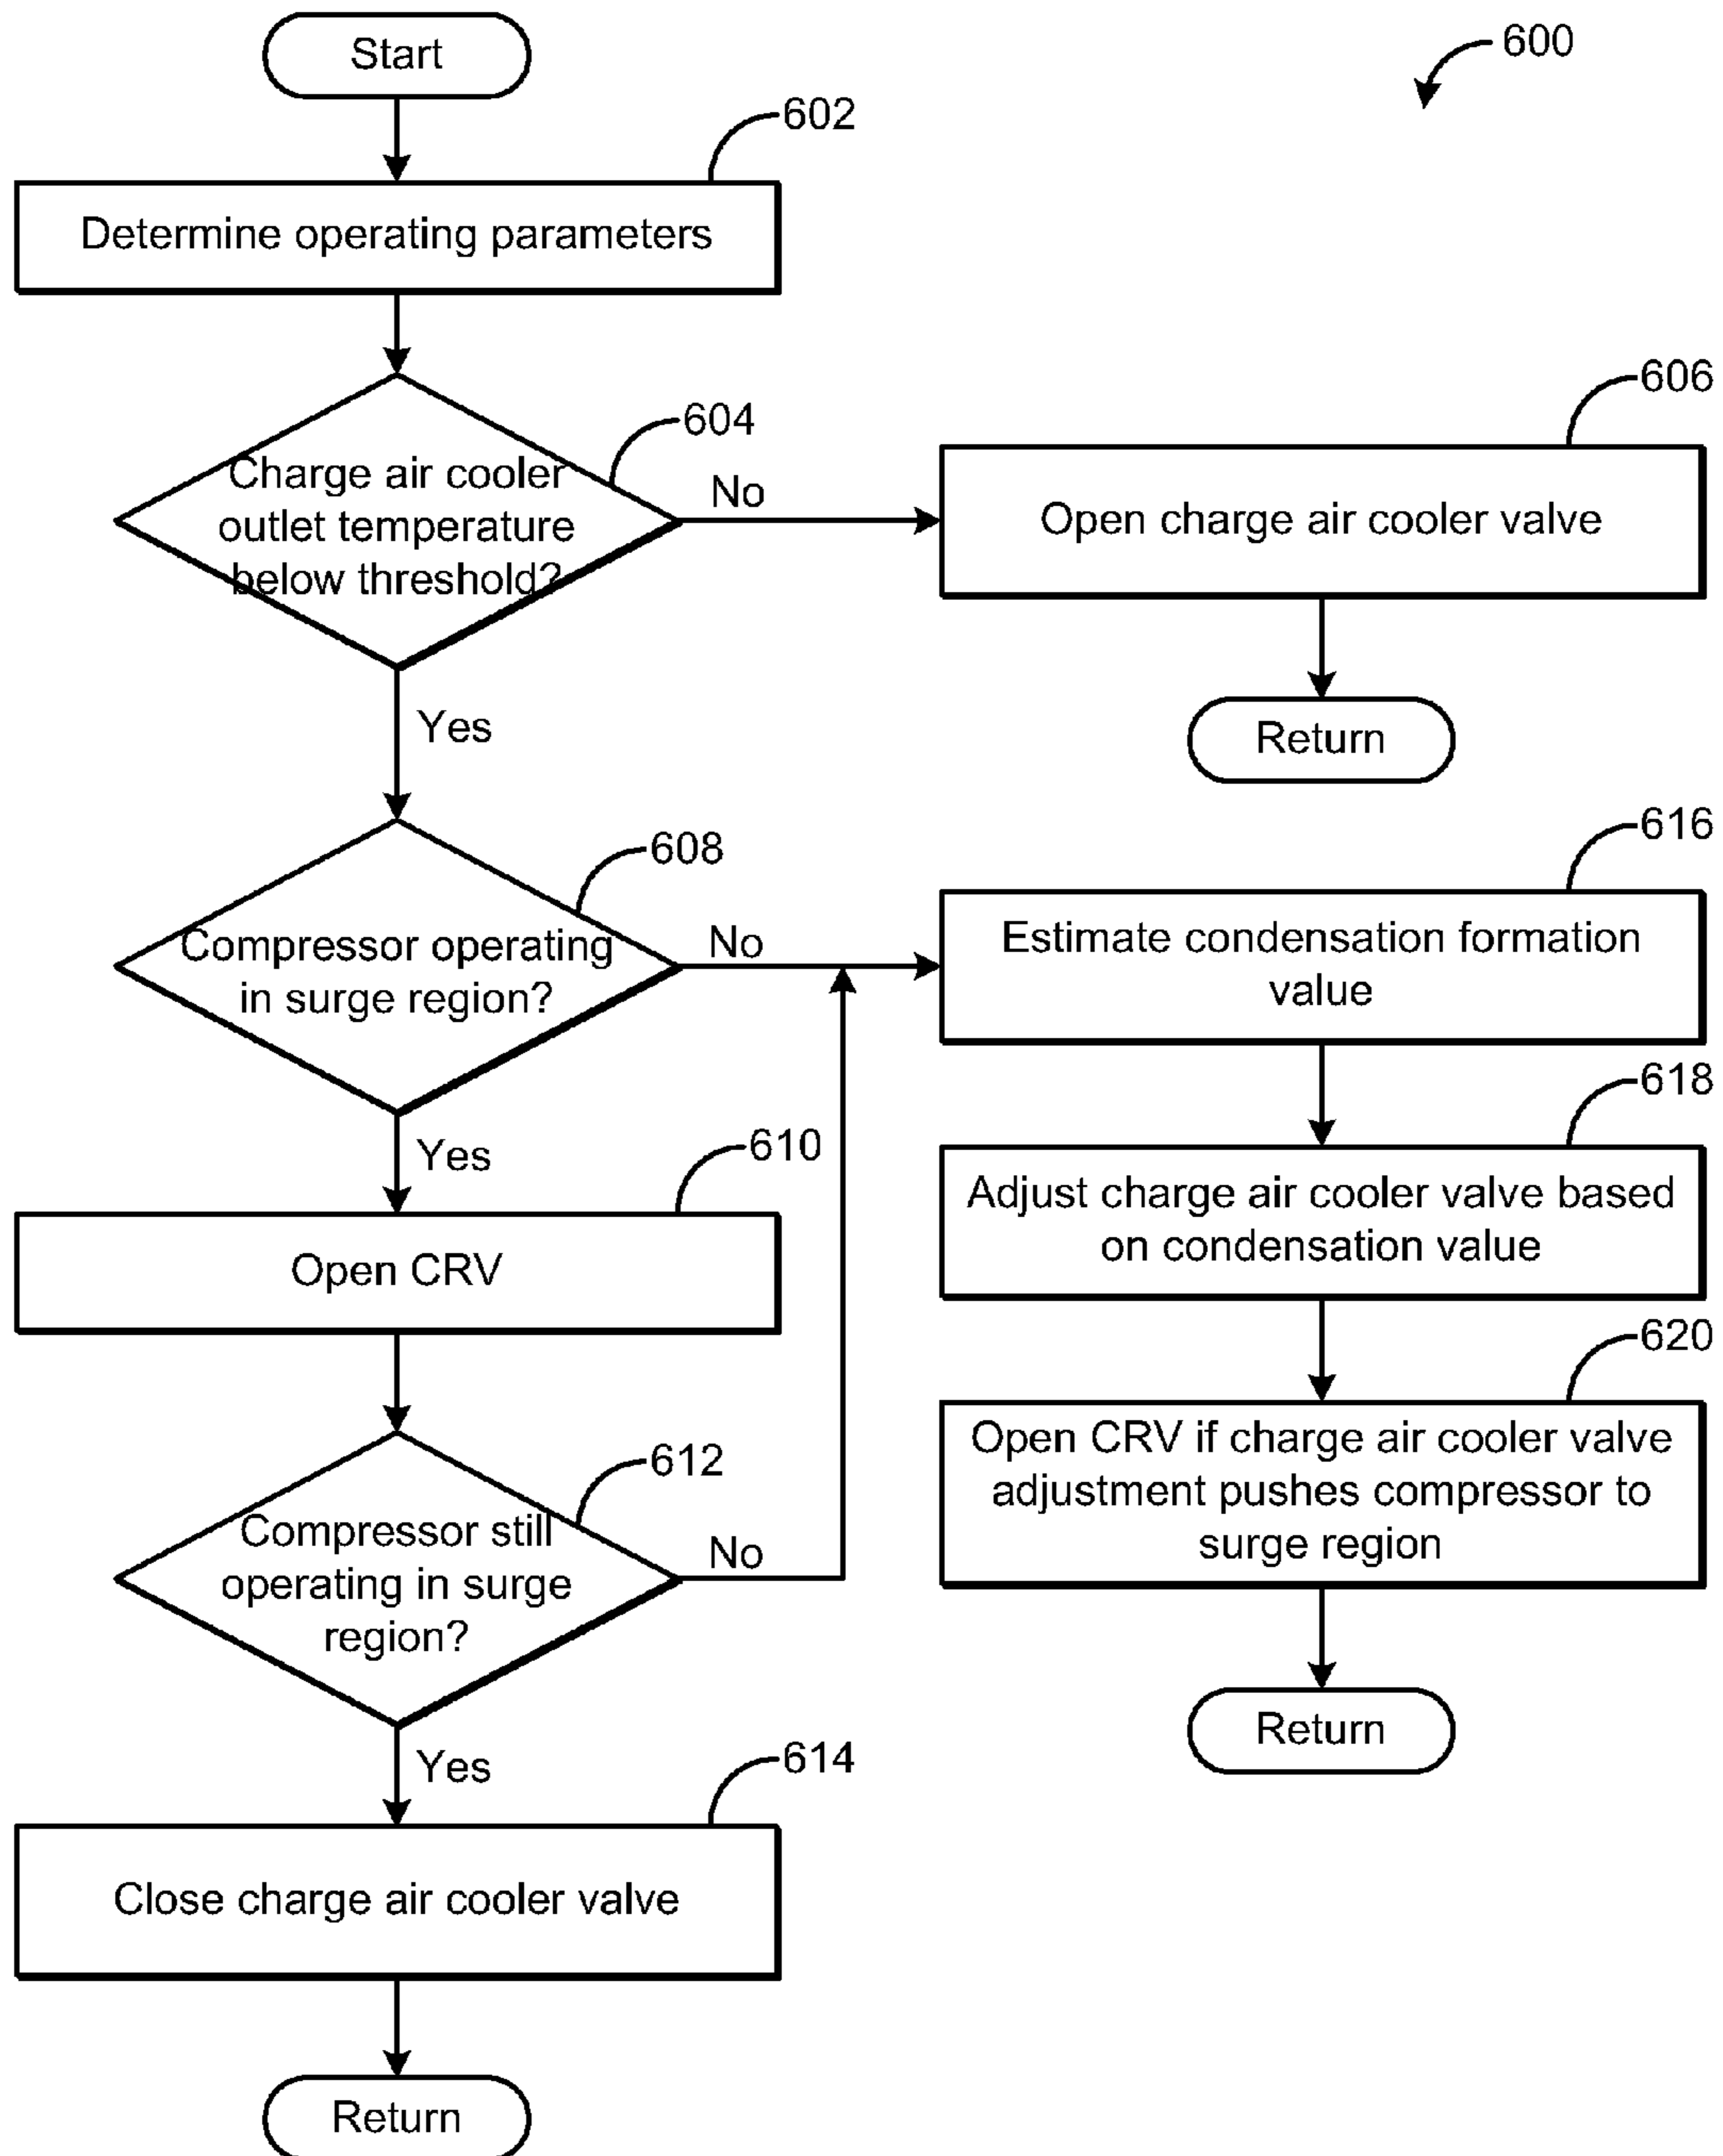 Start
600
602
Determine operating parameters
604
Charge air cooler
outlet temperature
below threshold?
No
606
Open charge air cooler valve
Yes
Return
608
Compressor operating
in surge region?
No
616
Estimate condensation formation
value
Yes
610
Open CRV
618
Adjust charge air cooler valve based
on condensation value
612
Compressor still
operating in surge
region?
No
620
Open CRV if charge air cooler valve
adjustment pushes compressor to
surge region
Yes
614
Close charge air cooler valve
Return
Return